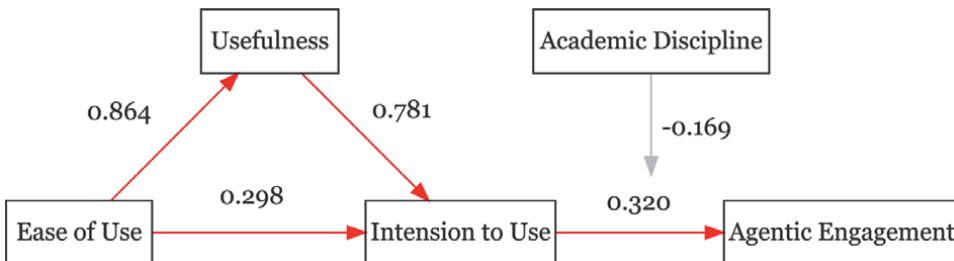 Usefulness
Academic Discipline
0.864
0.781
-0.169
0.298
0.320
Ease of Use
Intension to Use
Agentic Engagement